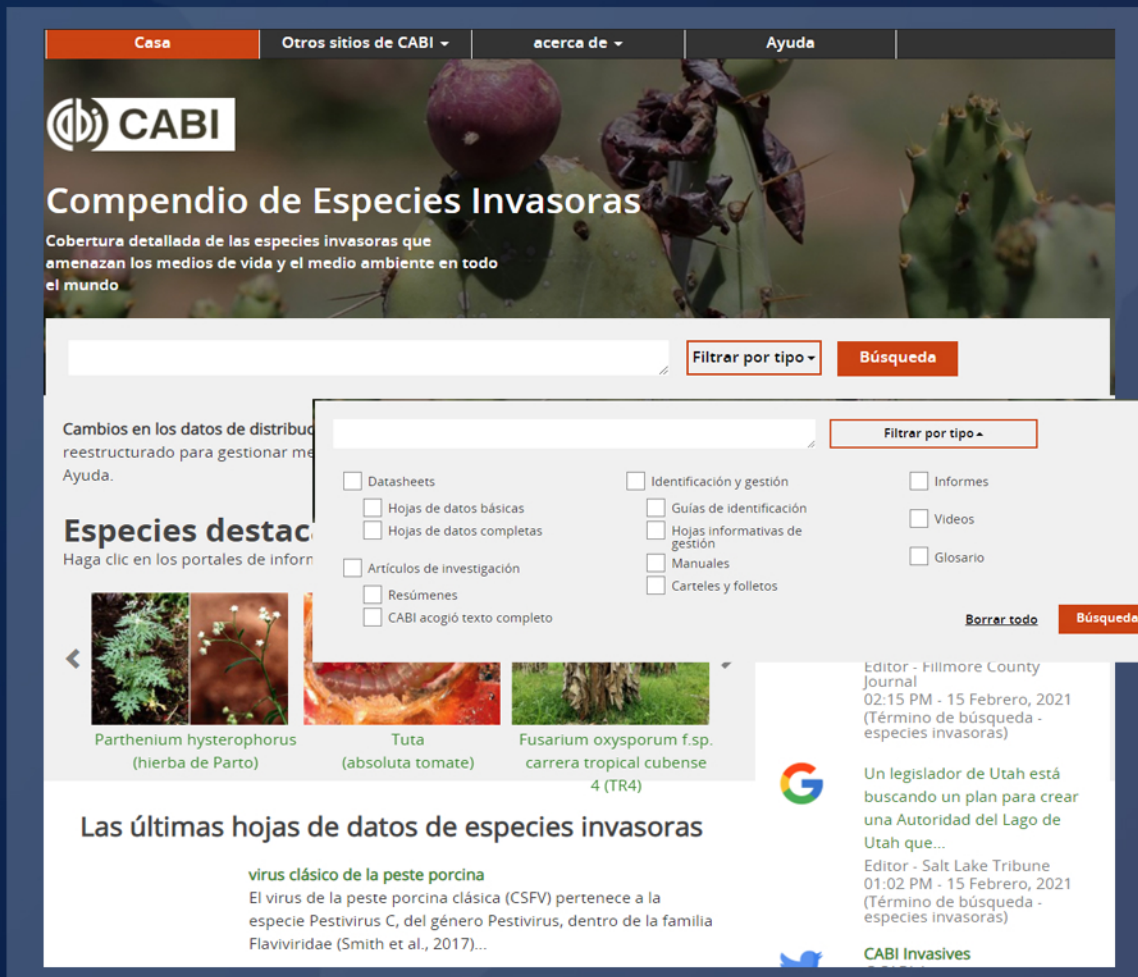 Casa
Otros sitios de CABI
acerca de
Ayuda
CABI
Compendio de Especies Invasoras
Cobertura detallada de las especies invasoras que
amenazan los medios de vida y el medio ambiente en todo
el mundo
Filtrar por tipo
Búsqueda
Cambios en los datos de
reestructurado para gestionar
Ayuda.
Especies
Haga clic en los portales de
Filtrar por tipo
Datasheets
Hojas de datos básicas
Hojas de datos completas
Artículos de investigación
Resúmenes
CABI acogió texto completo
Identificación y gestión
Guías de identificación
Hojas informativas de
gestión
Manuales
Carteles y folletos
Informes
Videos
Glosario
Borrar todo
Búsqueda
Parthenium hysterophorus
(hierba de Parto)
Tuta
(absoluta tomate)
Fusarium oxysporum f.sp.
carrera tropical cubense
4 (TR4)
Las últimas hojas de datos de especies invasoras
virus clásico de la peste porcina
El virus de la peste porcina clásica (CSFV) pertenece a la
especie Pestivirus C, del género Pestivirus, dentro de la familia
Flaviviridae (Smith et al., 2017)...
Editor - Fillmore County
Journal
02:15 PM - 15 Febrero, 2021
(Término de búsqueda -
especies invasoras)
Un legislador de Utah está
buscando un plan para crear
una Autoridad del Lago de
Utah que...
Editor - Salt Lake Tribune
01:02 PM - 15 Febrero, 2021
(Término de búsqueda -
especies invasoras)
CABI Invasives